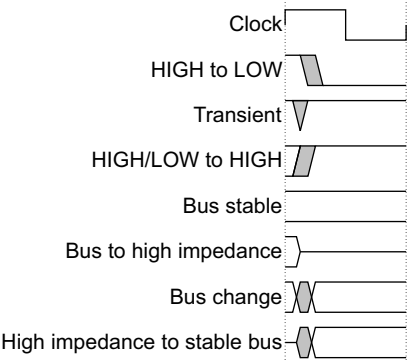 Clock
HIGH to LOW
Transient
HIGH/LOW to HIGH
Bus stable
Bus to high impedance
Bus change
High impedance to stable bus